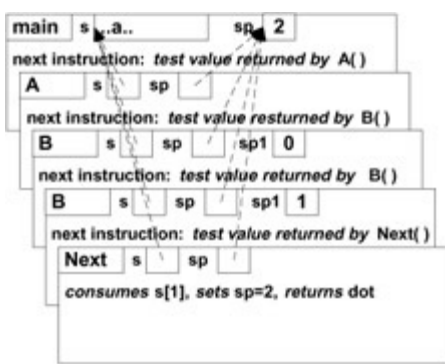 main s ..a.. sp 2
next instruction: test value returned by A( )
A s sp
next instruction: test value resturned by B( )
B s sp sp1 0
next instruction: test value returned by B( )
B s sp sp1 1
next instruction: test value returned by Next( )
Next s sp
consumes s[1], sets sp=2, returns dot